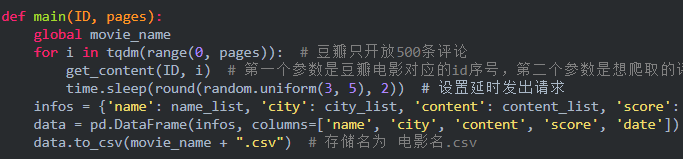 def main(ID, pages):
    global movie_name
    for i in tqdm(range(0, pages)):  # 豆瓣只开放500条评论
        get_content(ID, i)  # 第一个参数是豆瓣电影对应的id序号，第二个参数是想爬取的
        time.sleep(round(random.uniform(3, 5), 2))  # 设置延时发出请求
    infos = {'name': name_list, 'city': city_list, 'content': content_list, 'score':
    data = pd.DataFrame(infos, columns=['name', 'city', 'content', 'score', 'date'])
    data.to_csv(movie_name + ".csv")  # 存储名为 电影名.csv